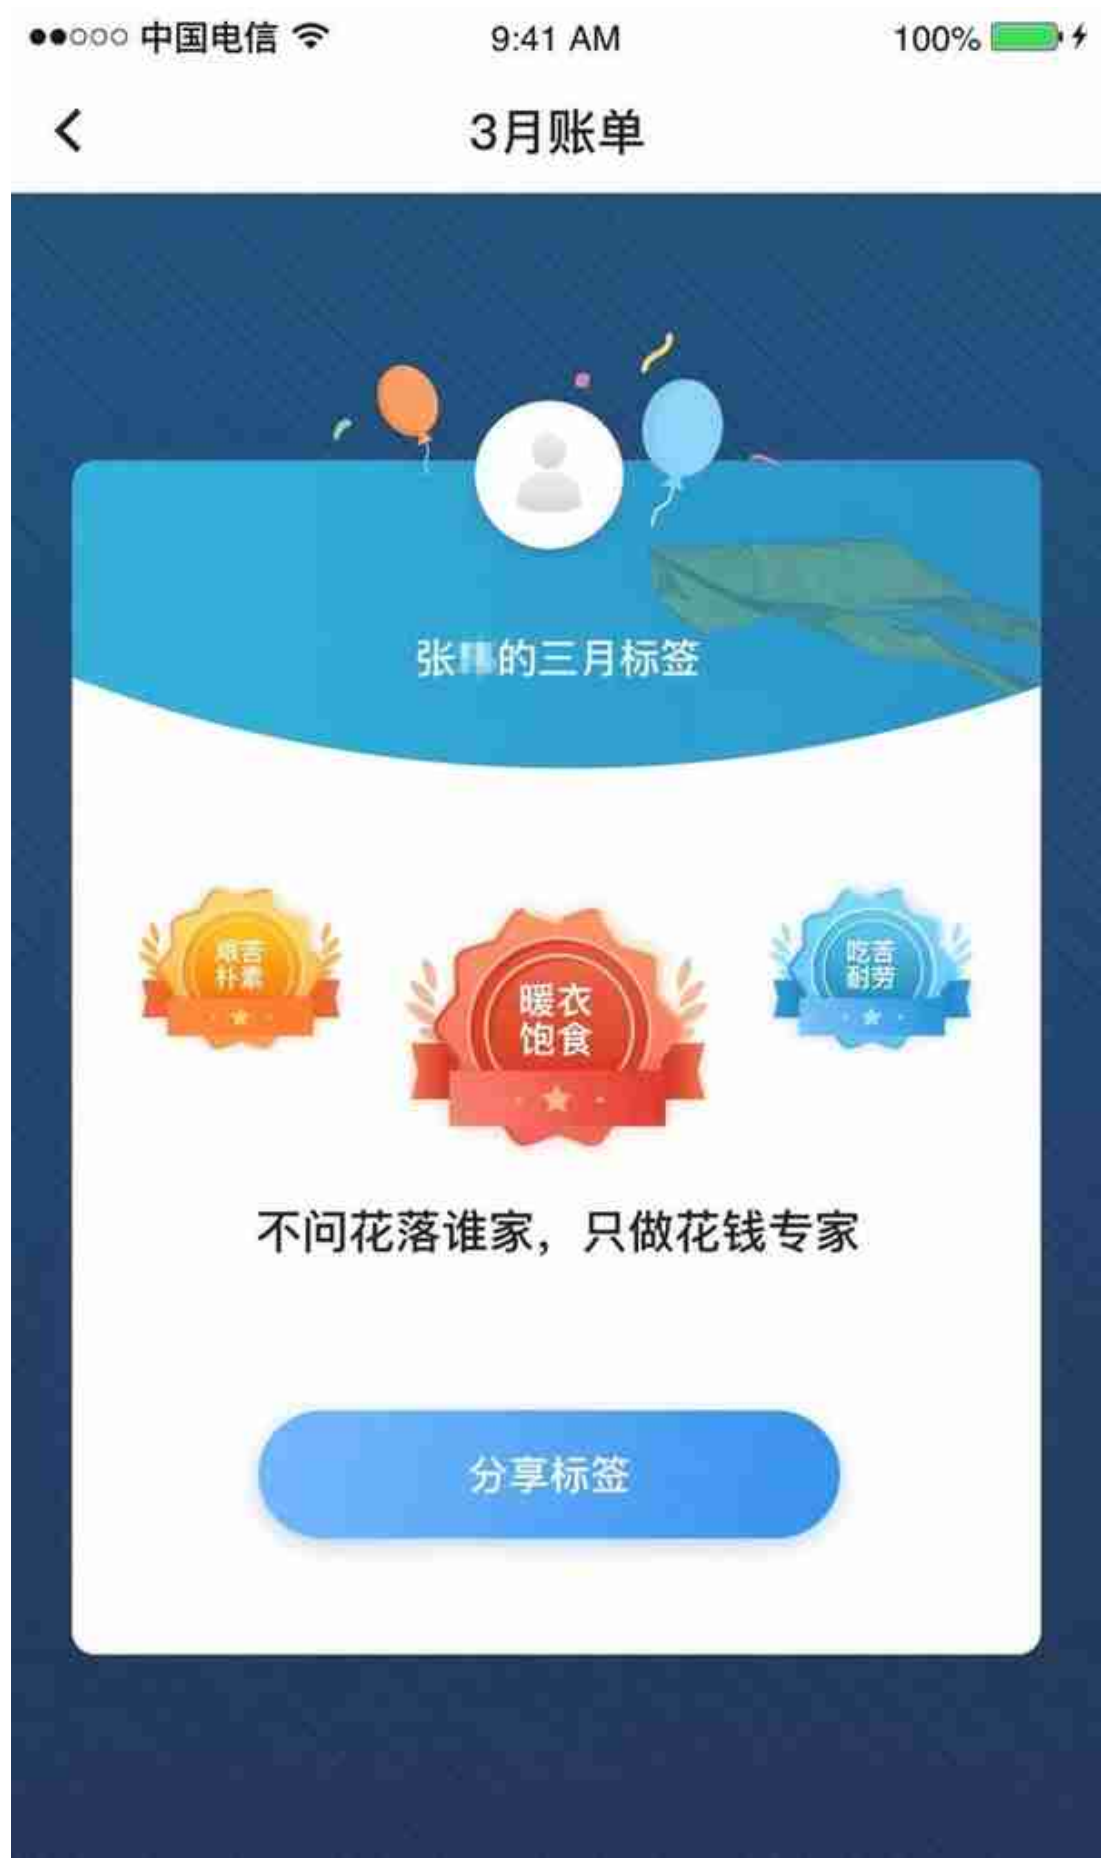 中国电信
9:41 AM
100%
3月账单
张 的三月标签
艰苦
朴素
暖衣
饱食
吃苦
耐劳
不问花落谁家，只做花钱专家
分享标签